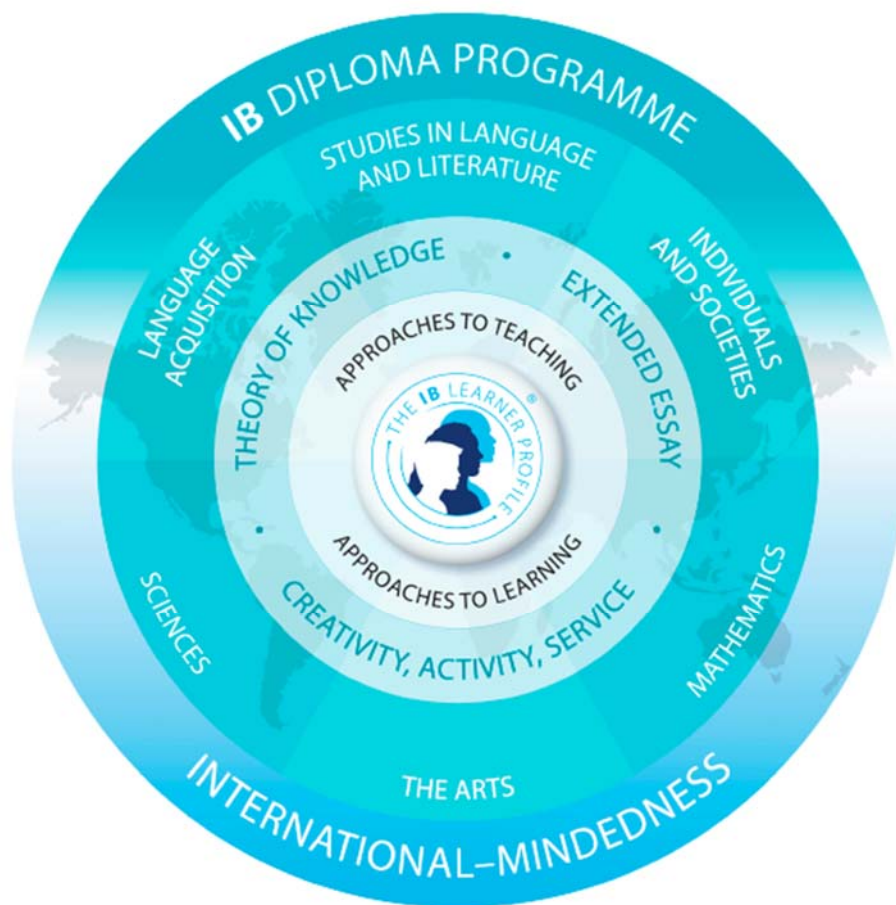 IB DIPLOMA PROGRAMME
STUDIES IN LANGUAGE
AND LITERATURE
LANGUAGE
ACQUISITION
INDIVIDUALS
AND SOCIETIES
THEORY OF KNOWLEDGE •
EXTENDED ESSAY •
APPROACHES TO TEACHING
THE IB LEARNER PROFILE ®
APPROACHES TO LEARNING
CREATIVITY, ACTIVITY, SERVICE •
SCIENCES
MATHEMATICS
THE ARTS
INTERNATIONAL–MINDEDNESS